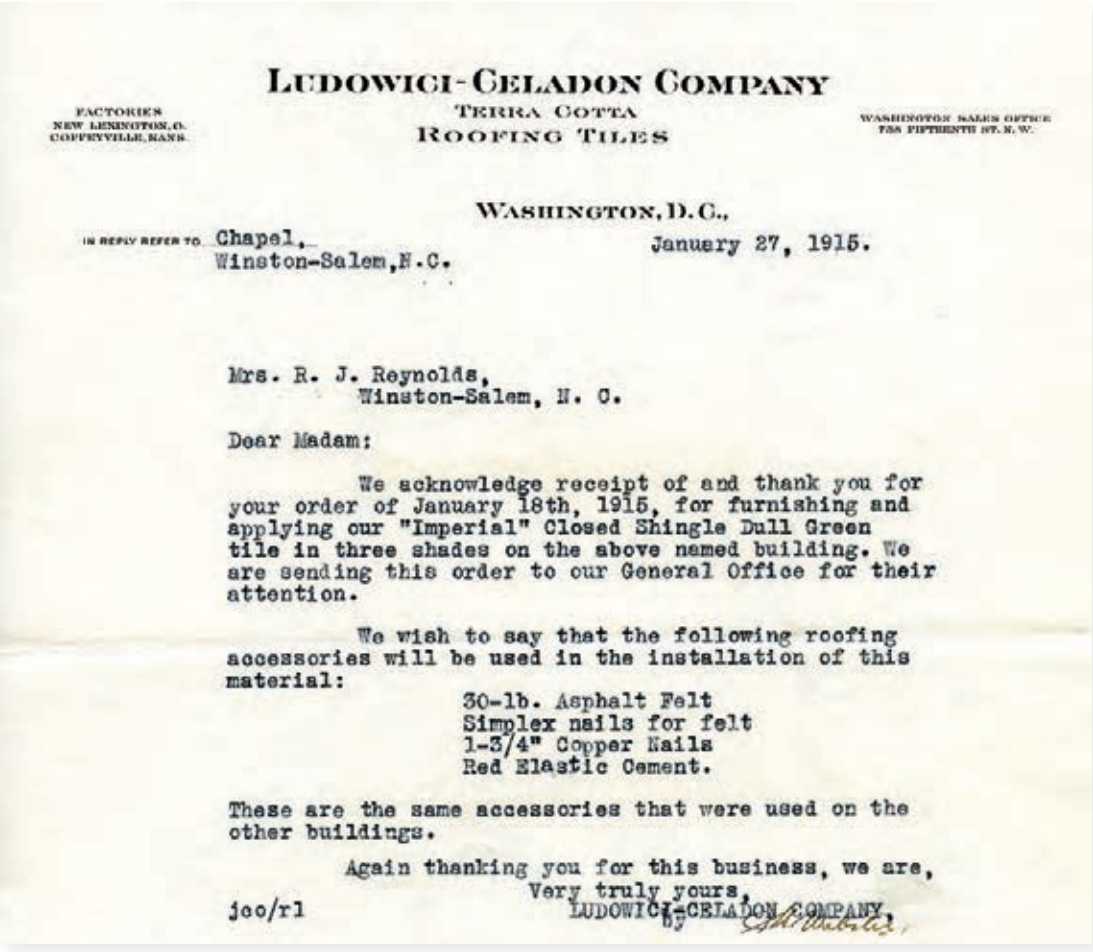 LUDOWICI-CELADON COMPANY
TERRA COTTA
ROOFING TILES
FACTORIES
NEW LEXINGTON, O.
COFFEYVILLE, KANS.
WASHINGTON SALES OFFICE
738 FIFTEENTH ST. N. W.
WASHINGTON, D.C.,
IN REPLY REFER TO Chapel,
Winston-Salem,N.C.
January 27, 1915.
Mrs. R. J. Reynolds,
Winston-Salem, N. C.
Dear Madam:
We acknowledge receipt of and thank you for
your order of January 18th, 1915, for furnishing and
applying our "Imperial" Closed Shingle Dull Green
tile in three shades on the above named building. We
are sending this order to our General Office for their
attention.
We wish to say that the following roofing
accessories will be used in the installation of this
material:
30-lb. Asphalt Felt
Simplex nails for felt
1-3/4" Copper Nails
Red Elastic Cement.
These are the same accessories that were used on the
other buildings.
Again thanking you for this business, we are,
Very truly yours,
jco/rl LUDOWICI-CELADON COMPANY,
by Webster